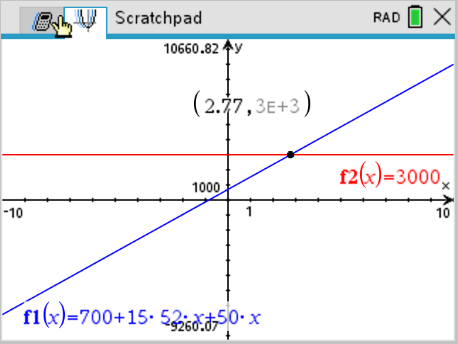 Scratchpad RAD
10660.82 y
(2.77, 3E+3)
f2(x)=3000
x
1000
-10 1 10
f1(x)=700+15·52·x+50·x
-9260.07